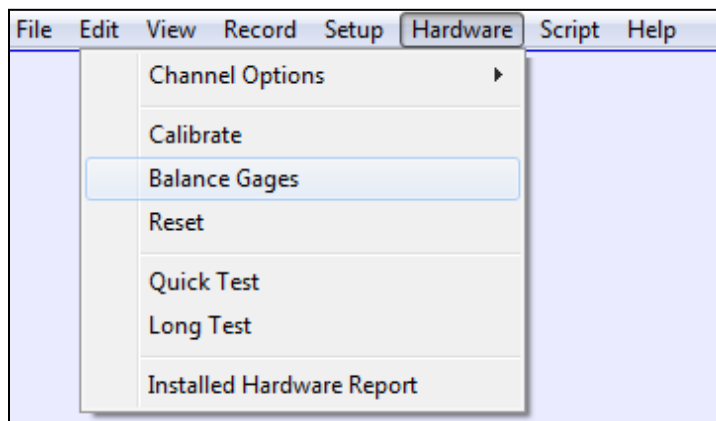 File Edit View Record Setup Hardware Script Help
Channel Options
Calibrate
Balance Gages
Reset
Quick Test
Long Test
Installed Hardware Report